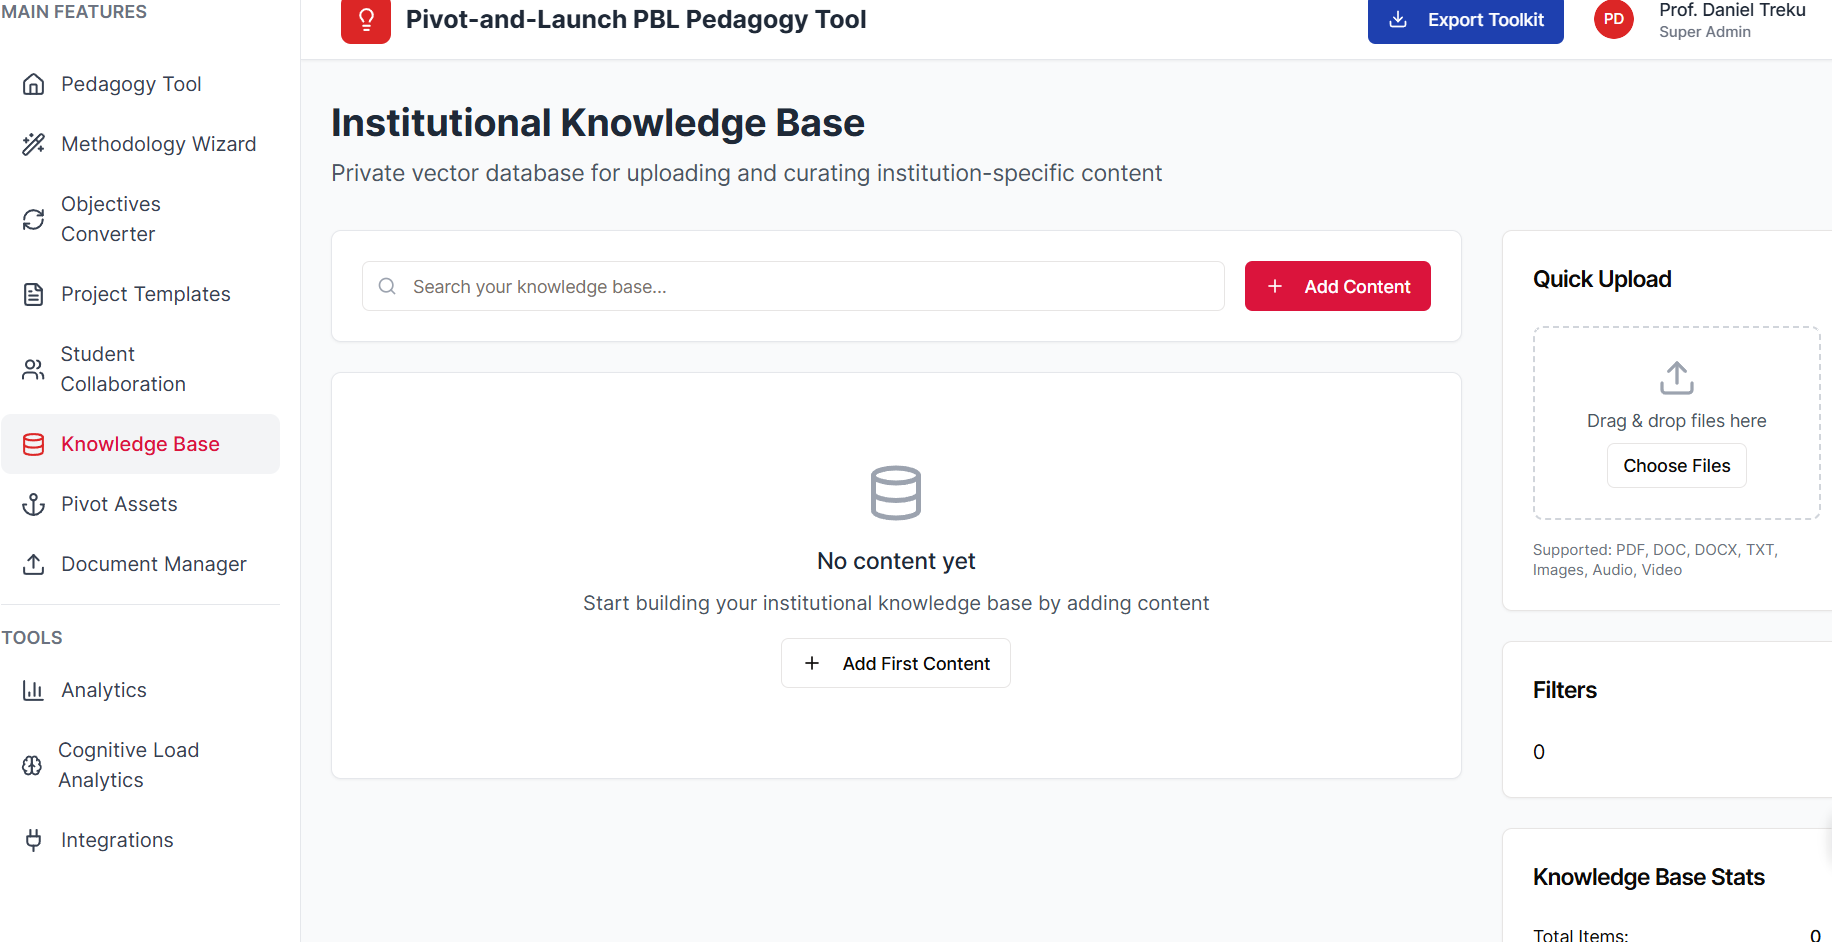 MAIN FEATURES
Pedagogy Tool
Methodology Wizard
Objectives
Converter
Project Templates
Student
Collaboration
Knowledge Base
Pivot Assets
Document Manager
TOOLS
Analytics
Cognitive Load
Analytics
Integrations
Pivot-and-Launch PBL Pedagogy Tool
Export Toolkit
PD
Prof. Daniel Treku
Super Admin
Institutional Knowledge Base
Private vector database for uploading and curating institution-specific content
Search your knowledge base...
Add Content
No content yet
Start building your institutional knowledge base by adding content
Add First Content
Quick Upload
Drag & drop files here
Choose Files
Supported: PDF, DOC, DOCX, TXT,
Images, Audio, Video
Filters
0
Knowledge Base Stats
Total Items: 0